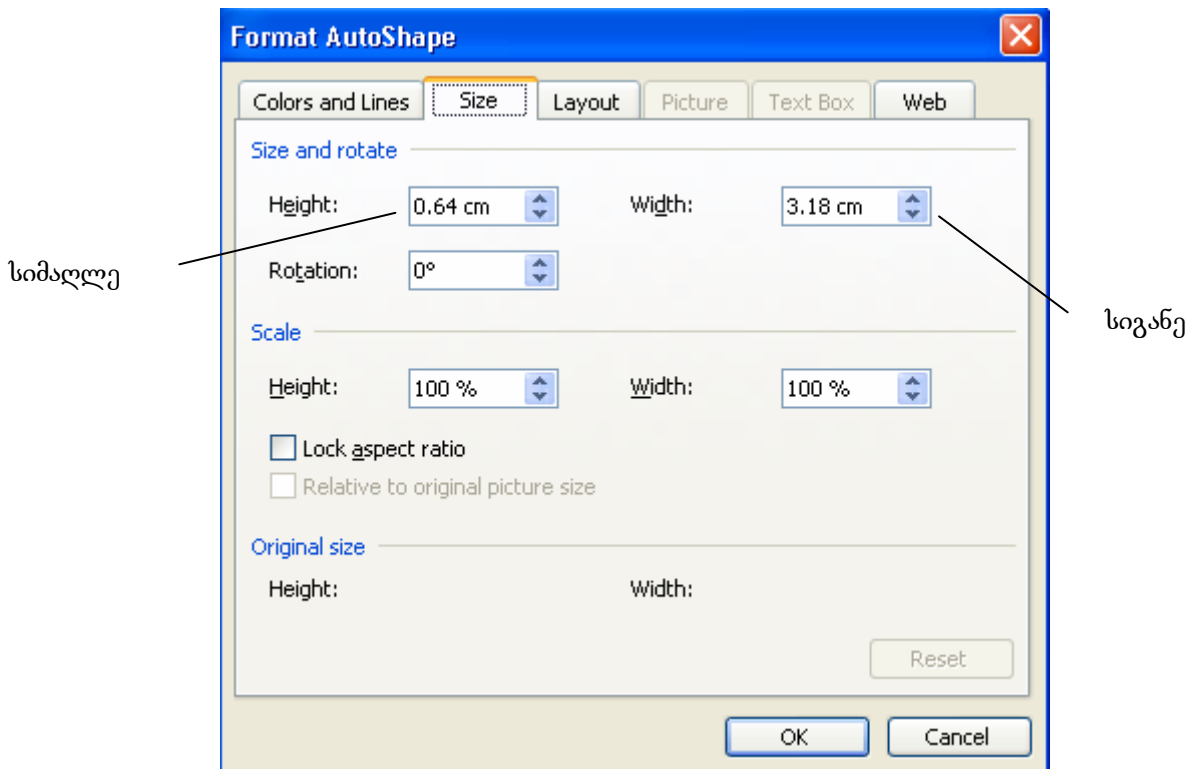 Format AutoShape
Colors and Lines Size Layout Picture Text Box Web
Size and rotate
Height: 0.64 cm Width: 3.18 cm
სიმაღლე
Rotation: 0°
სიგანე
Scale
Height: 100 % Width: 100 %
Lock aspect ratio
Relative to original picture size
Original size
Height: Width:
Reset
OK Cancel